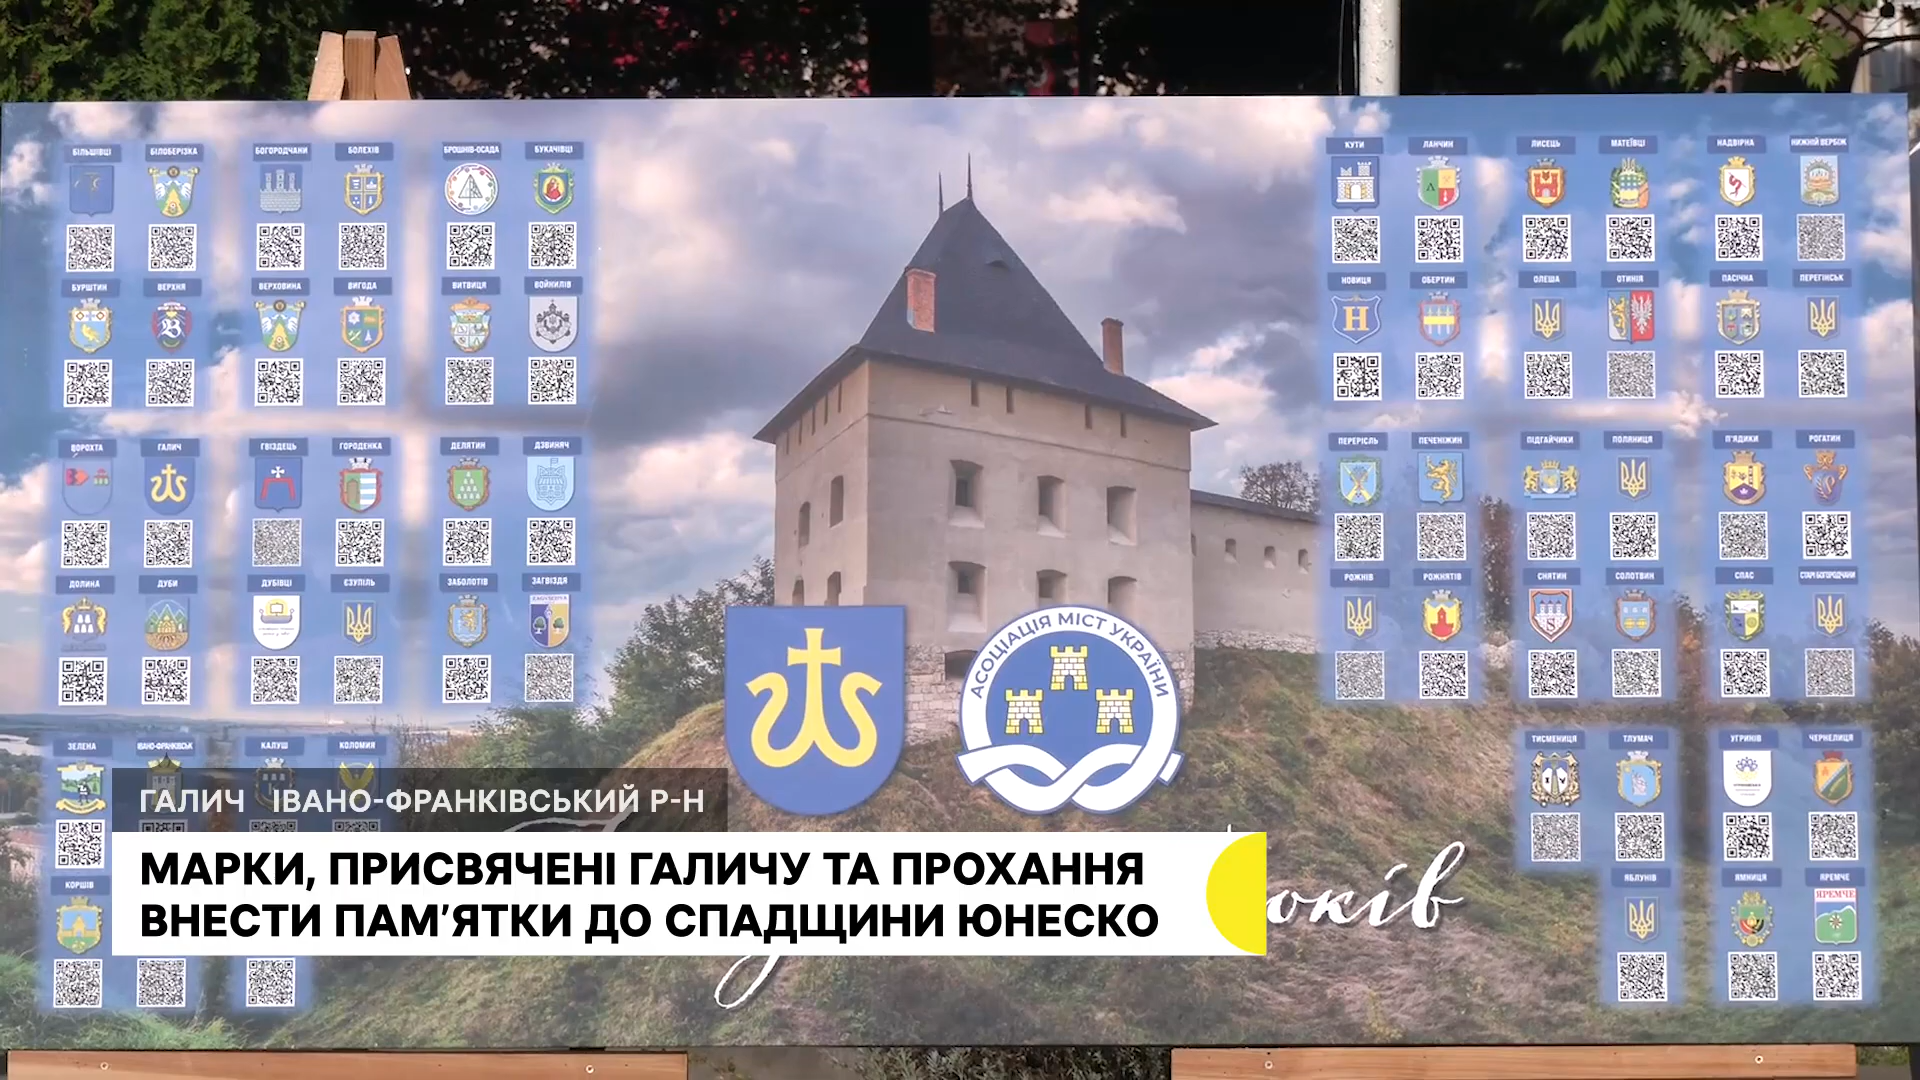 БІЛЬШІВЦІ БІЛОБЕРІЗКА БОГОРОДЧАНИ БОЛЕХІВ БРОШНІВ-ОСАДА БУКАЧІВЦІ
КУТИ ЛАНЧИН ЛИСЕЦЬ МАТЕЇВЦІ НАДВІРНА НИЖНІЙ ВЕРБІЖ
БУРШТИН ВЕРХНЯ ВЕРХОВИНА ВИГОДА ВИТВИЦЯ ВОЙНИЛІВ
НОВИЦЯ ОБЕРТИН ОЛЕША ОТИНІЯ ПАСІЧНА ПЕРЕГІНСЬК
ВОРОХТА ГАЛИЧ ГВІЗДЕЦЬ ГОРОДЕНКА ДЕЛЯТИН ДЗВИНЯЧ
ПЕРЕРІСЛЬ ПЕЧЕНІЖИН ПІДГАЙЧИКИ ПОЛЯНИЦЯ П'ЯДИКИ РОГАТИН
ДОЛИНА ДУБИ ДУБІВЦІ ЄЗУПІЛЬ ЗАБОЛОТІВ ЗАГВІЗДЯ
РОЖНІВ РОЖНЯТІВ СНЯТИН СОЛОТВИН СПАС СТАРІ БОГОРОДЧАНИ
АСОЦІАЦІЯ МІСТ УКРАЇНИ
ЗЕЛЕНА ІВАНО-ФРАНКІВСЬК КАЛУШ КОЛОМИЯ
ТИСМЕНИЦЯ ТЛУМАЧ УГРИНІВ ЧЕРНЕЛИЦЯ
ГАЛИЧ ІВАНО-ФРАНКІВСЬКИЙ Р-Н
МАРКИ, ПРИСВЯЧЕНІ ГАЛИЧУ ТА ПРОХАННЯ
ВНЕСТИ ПАМ'ЯТКИ ДО СПАДЩИНИ ЮНЕСКО
оків
КОРШІВ
ЯБЛУНІВ ЯМНИЦЯ ЯРЕМЧЕ
ЯРЕМЧЕ